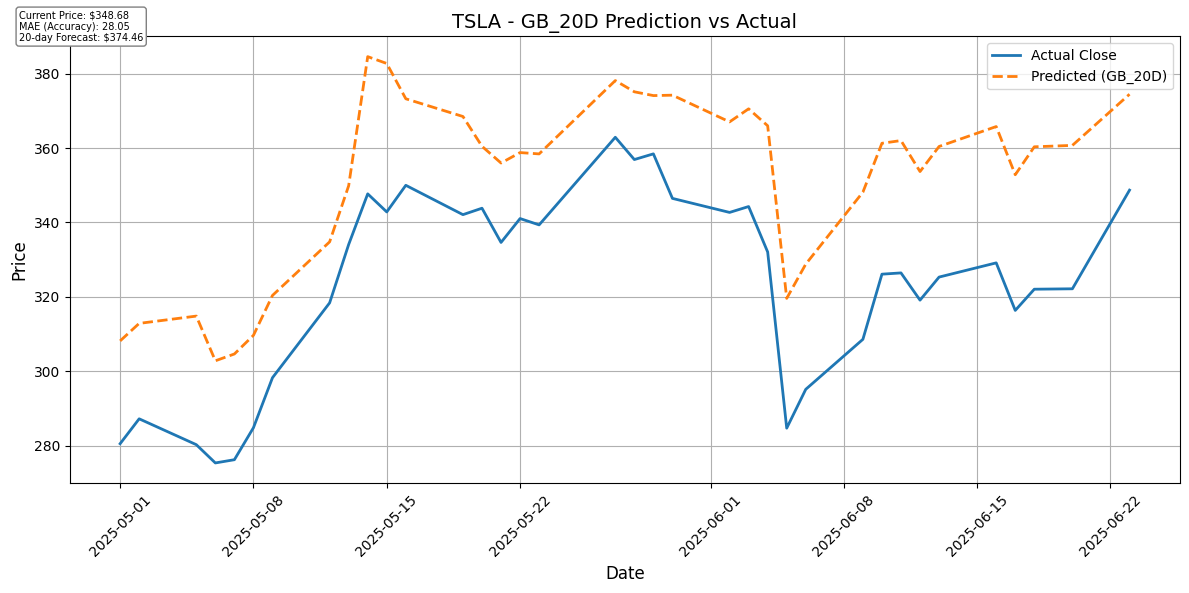 TSLA - GB_20D Prediction vs Actual
Current Price: $348.68
MAE (Accuracy): 28.05
20-day Forecast: $374.46
Actual Close
Predicted (GB_20D)
Price
380
360
340
320
300
280
2025-05-01
2025-05-08
2025-05-15
2025-05-22
2025-06-01
2025-06-08
2025-06-15
2025-06-22
Date